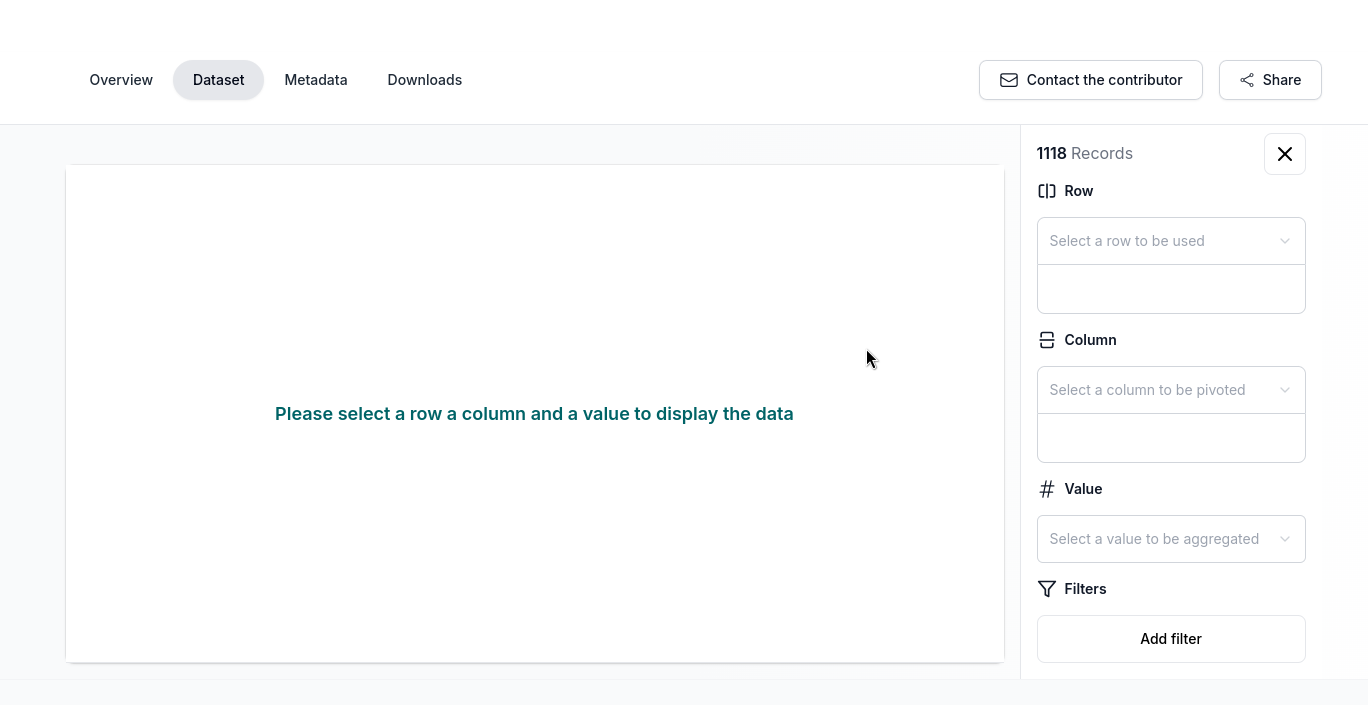 Overview Dataset Metadata Downloads Contact the contributor Share
1118 Records
Row
Select a row to be used
Column
Select a column to be pivoted
Please select a row a column and a value to display the data
Value
Select a value to be aggregated
Filters
Add filter